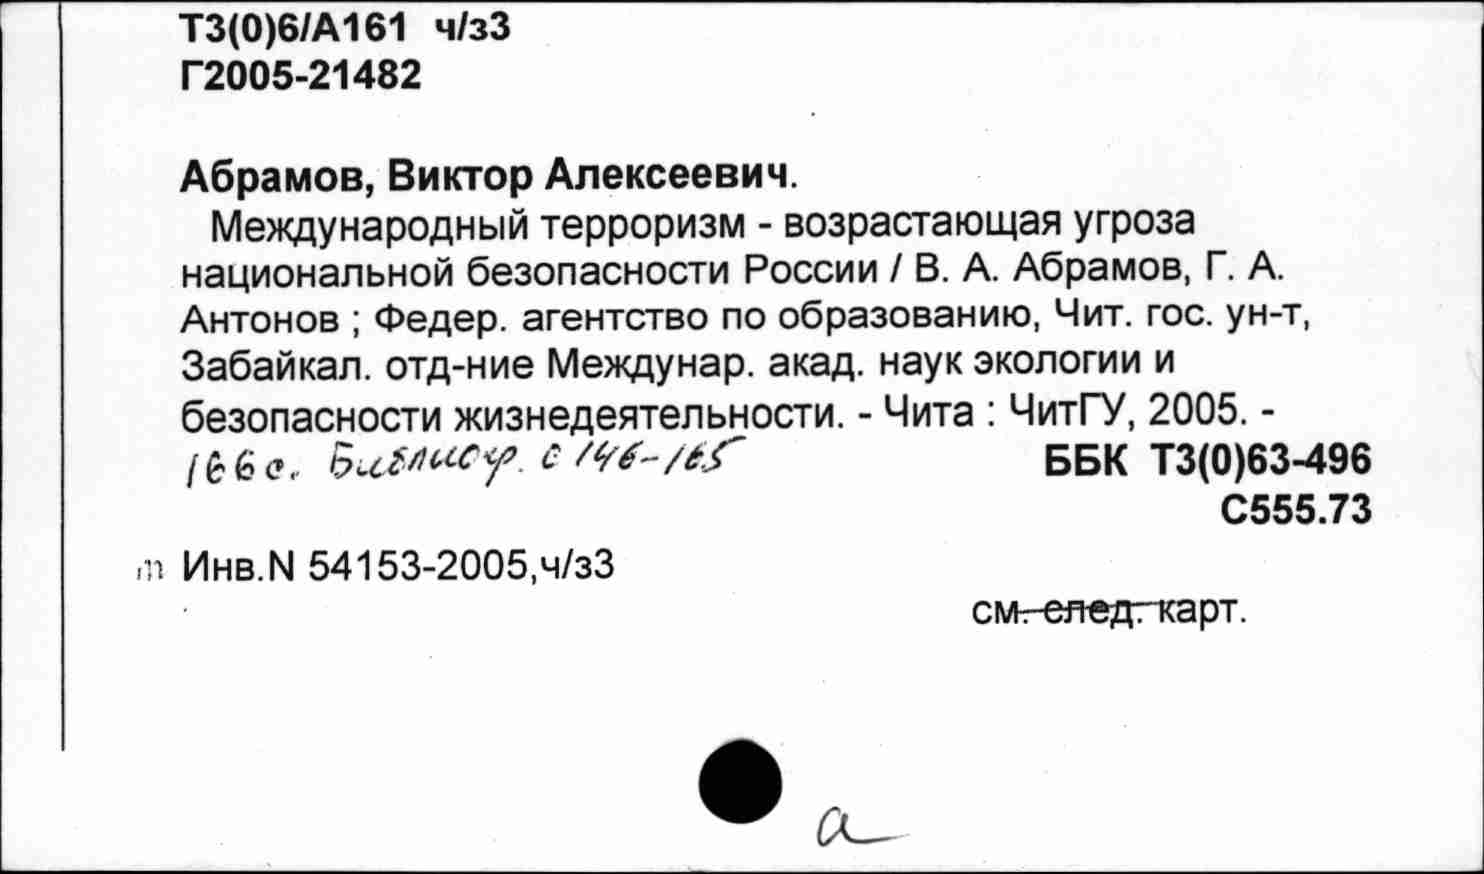 Т3(0)6/А161 ч/з3
Г2005-21482
Абрамов, Виктор Алексеевич.
Международный терроризм - возрастающая угроза
национальной безопасности России / В. А. Абрамов, Г. А.
Антонов ; Федер. агентство по образованию, Чит. гос. ун-т,
Забайкал. отд-ние Междунар. акад. наук экологии и
безопасности жизнедеятельности. - Чита : ЧитГУ, 2005. -
166 с. Библиогр. с 146-165
ББК Т3(0)63-496
С555.73
m Инв.N 54153-2005,ч/з3
см. след. карт.
а